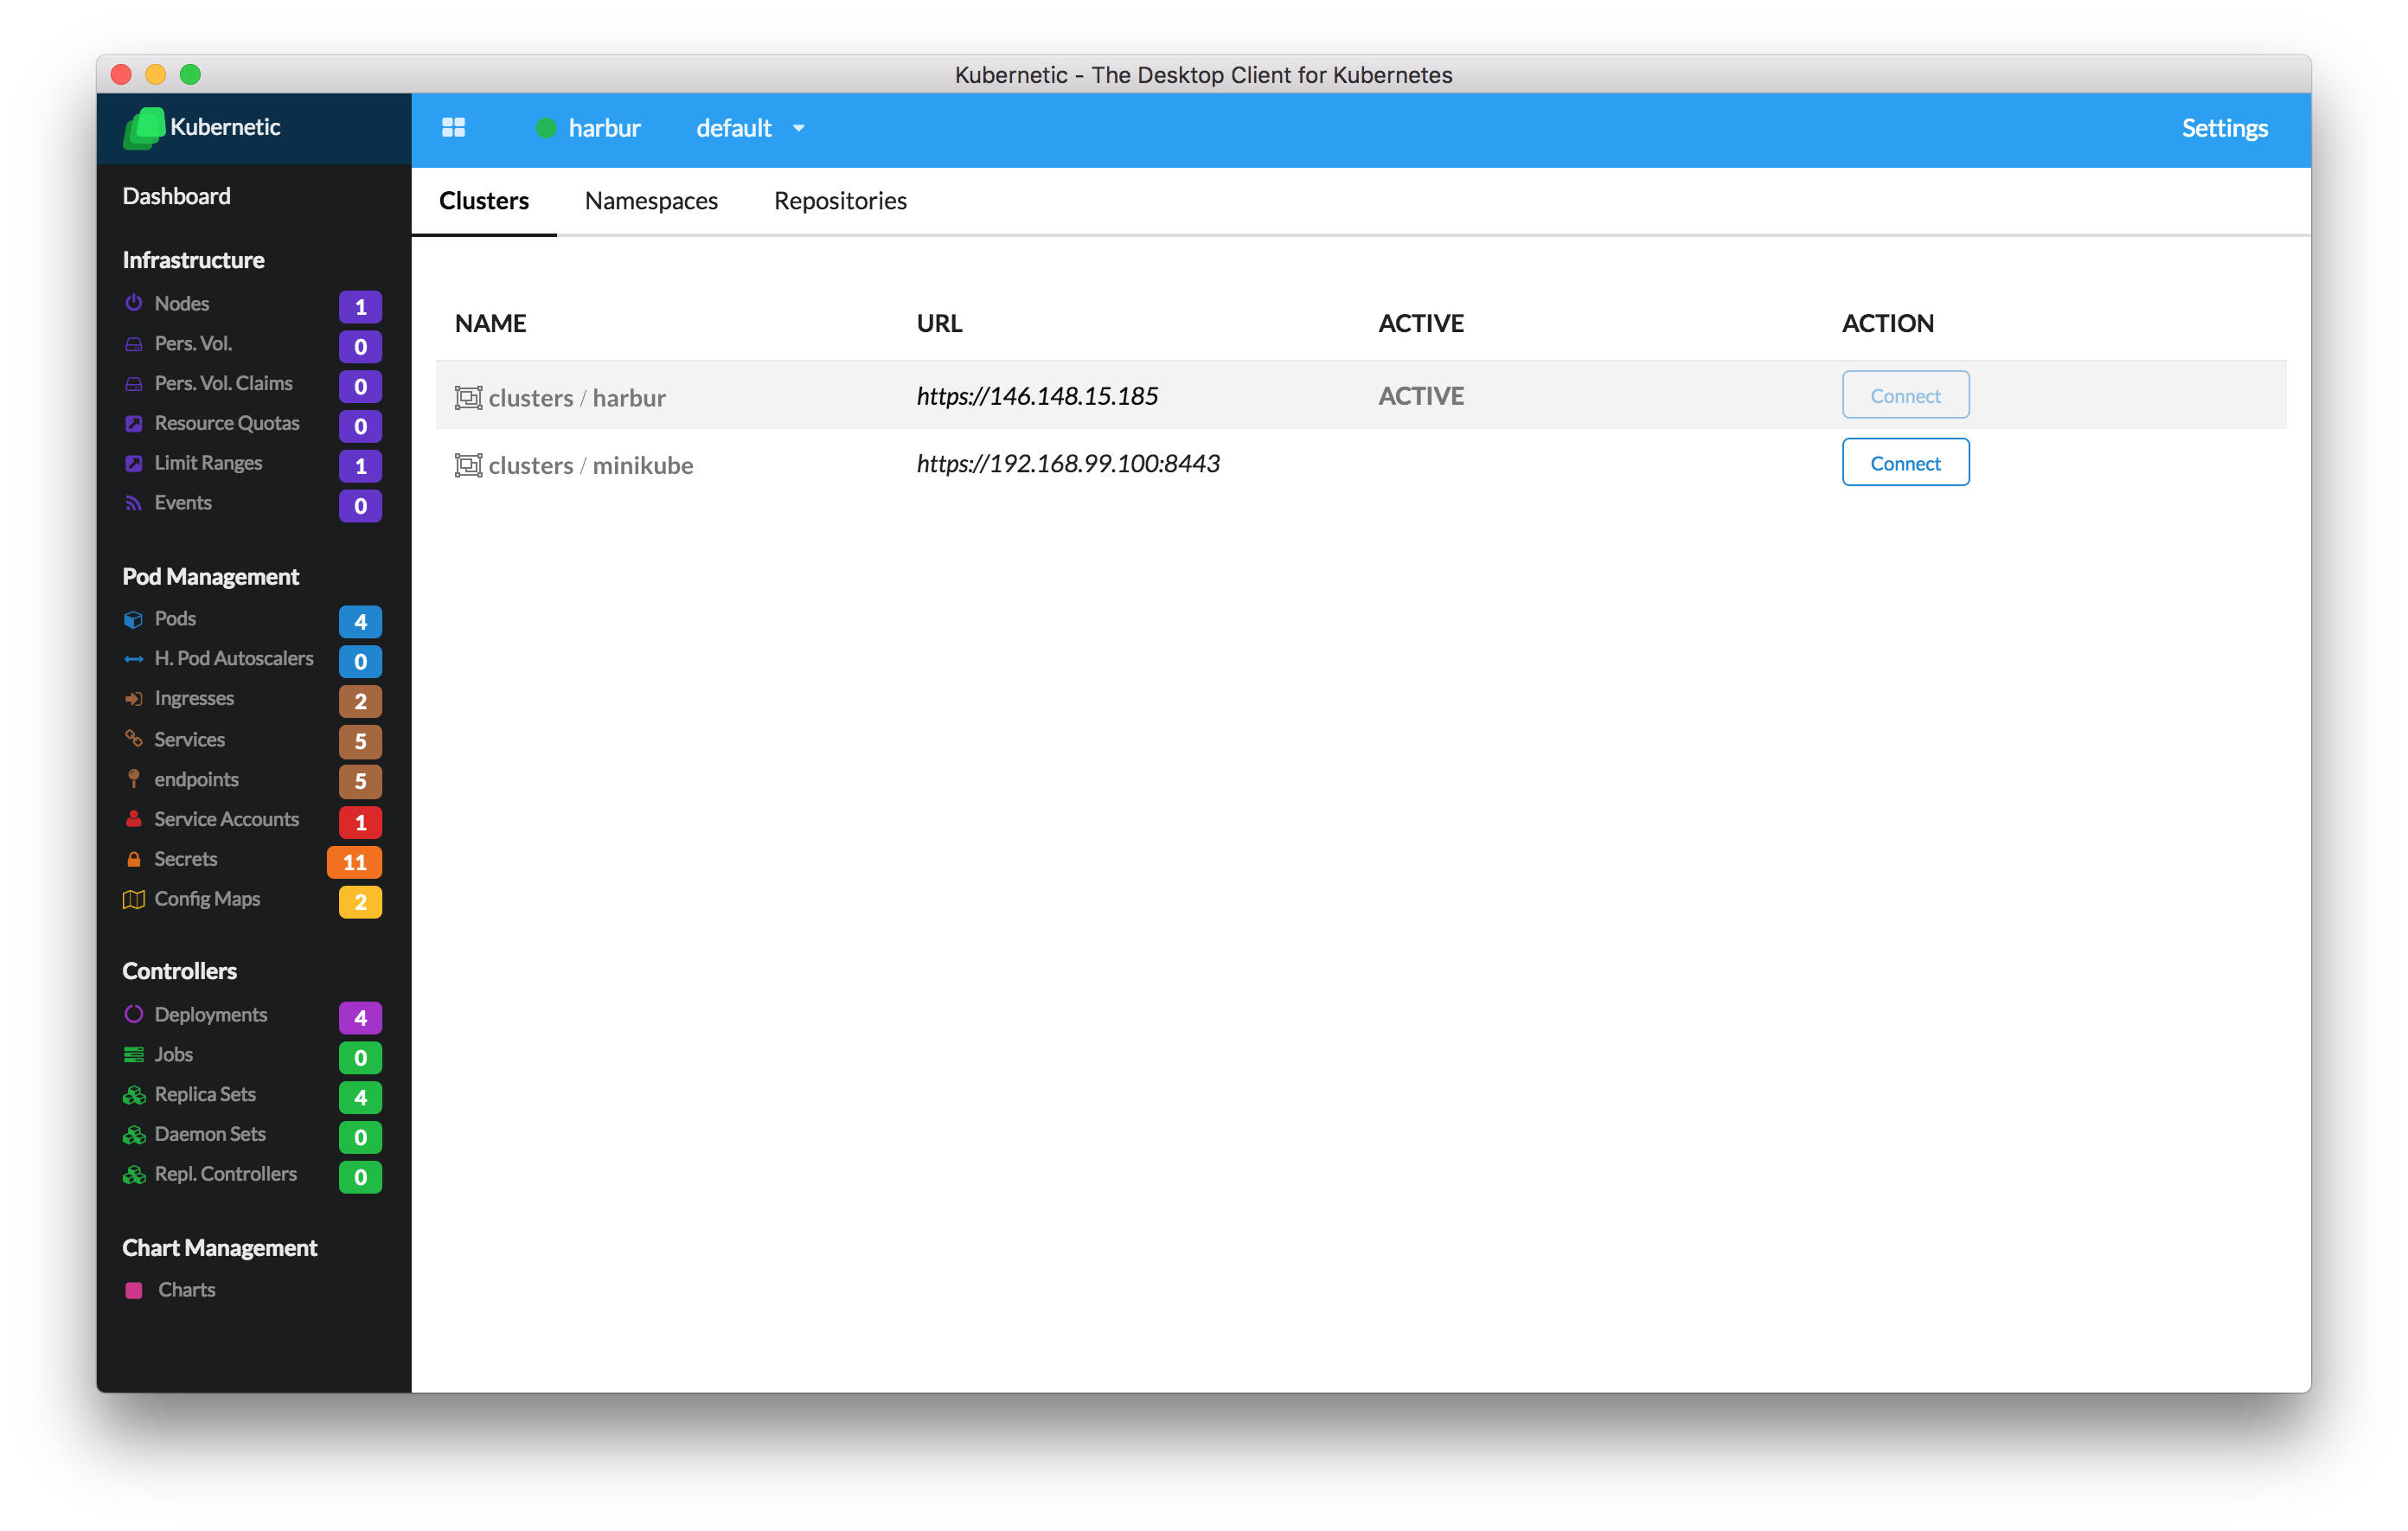 Kubernetic - The Desktop Client for Kubernetes
Kubernetic
harbur default Settings
Dashboard
Infrastructure
Nodes 1
Pers. Vol. 0
Pers. Vol. Claims 0
Resource Quotas 0
Limit Ranges 1
Events 0
Pod Management
Pods 4
H. Pod Autoscalers 0
Ingresses 2
Services 5
endpoints 5
Service Accounts 1
Secrets 11
Config Maps 2
Controllers
Deployments 4
Jobs 0
Replica Sets 4
Daemon Sets 0
Repl. Controllers 0
Chart Management
Charts
Clusters Namespaces Repositories
NAME URL ACTIVE ACTION
clusters / harbur https://146.148.15.185 ACTIVE Connect
clusters / minikube https://192.168.99.100:8443 Connect